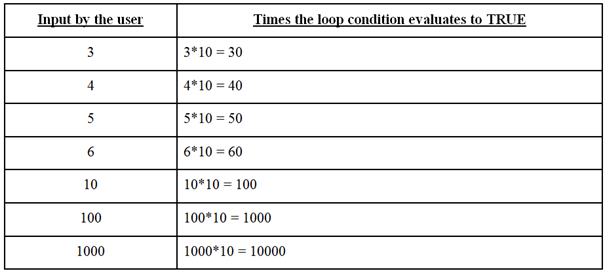 Input by the user Times the loop condition evaluates to TRUE
3 3*10 = 30
4 4*10 = 40
5 5*10 = 50
6 6*10 = 60
10 10*10 = 100
100 100*10 = 1000
1000 1000*10 = 10000